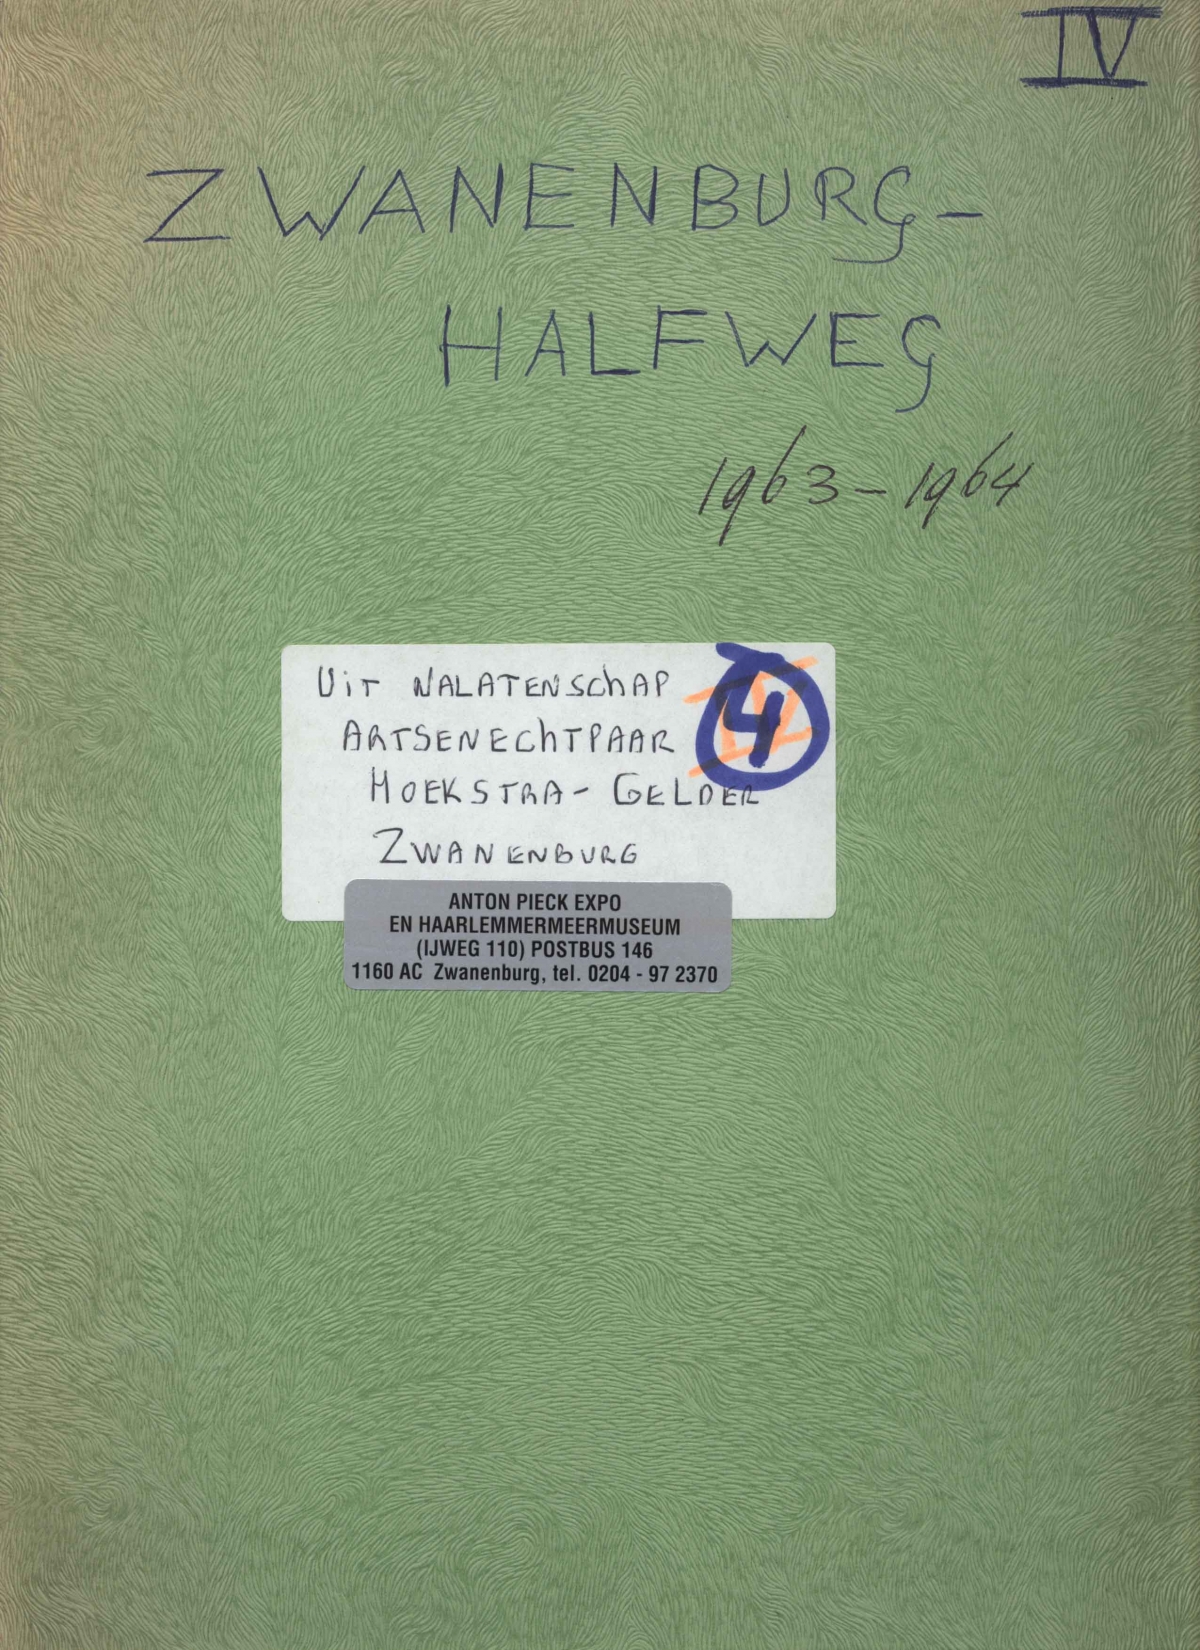 IV
ZWANENBURG-
HALFWEG
1963-1964
UiT NALATENSChAP
ARTSENEChTPAAR
HOEKSTRA- GELDER
ZWANENBURG
4
IV
ANTON PIECK EXPO
EN HAARLEMMERMEERMUSEUM
(IJWEG 110) POSTBUS 146
1160 AC Zwanenburg, tel. 0204 - 97 2370